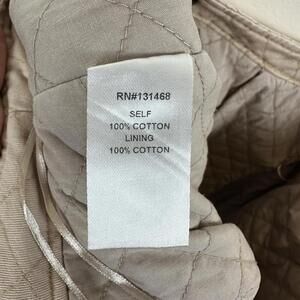 RN#131468
SELF
100% COTTON
LINING
100% COTTON